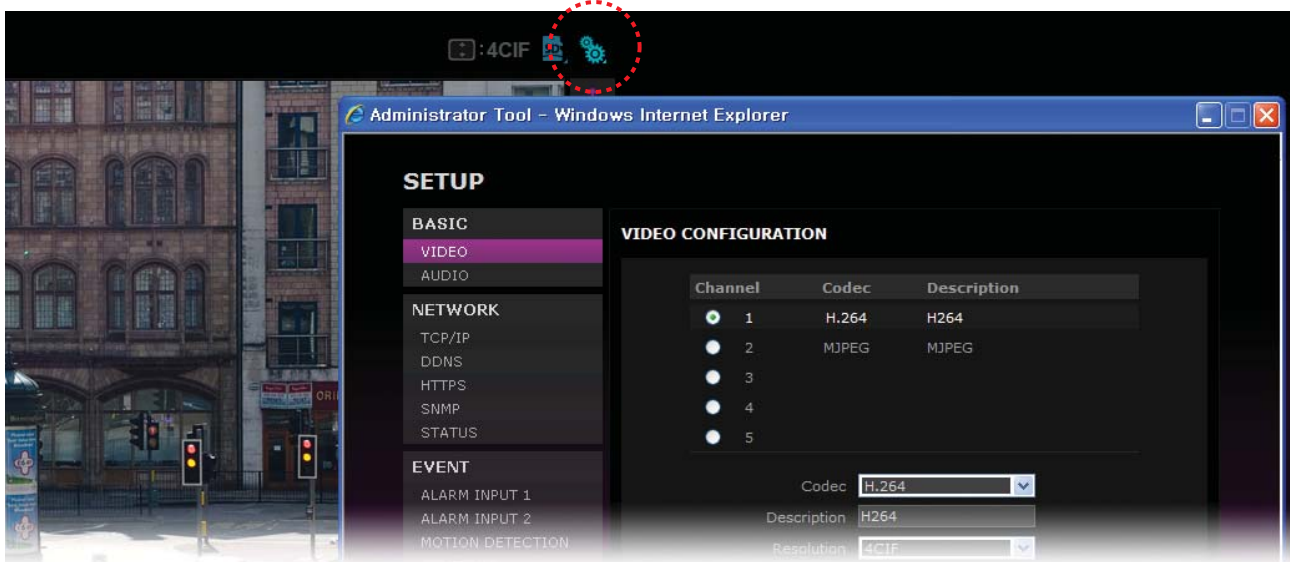 :4CIF
Administrator Tool - Windows Internet Explorer
SETUP
BASIC
VIDEO
AUDIO
NETWORK
TCP/IP
DDNS
HTTPS
SNMP
STATUS
EVENT
ALARM INPUT 1
ALARM INPUT 2
MOTION DETECTION
VIDEO CONFIGURATION
Channel Codec Description
1 H.264 H264
2 MJPEG MJPEG
3
4
5
Codec H.264
Description H264
Resolution 4CIF